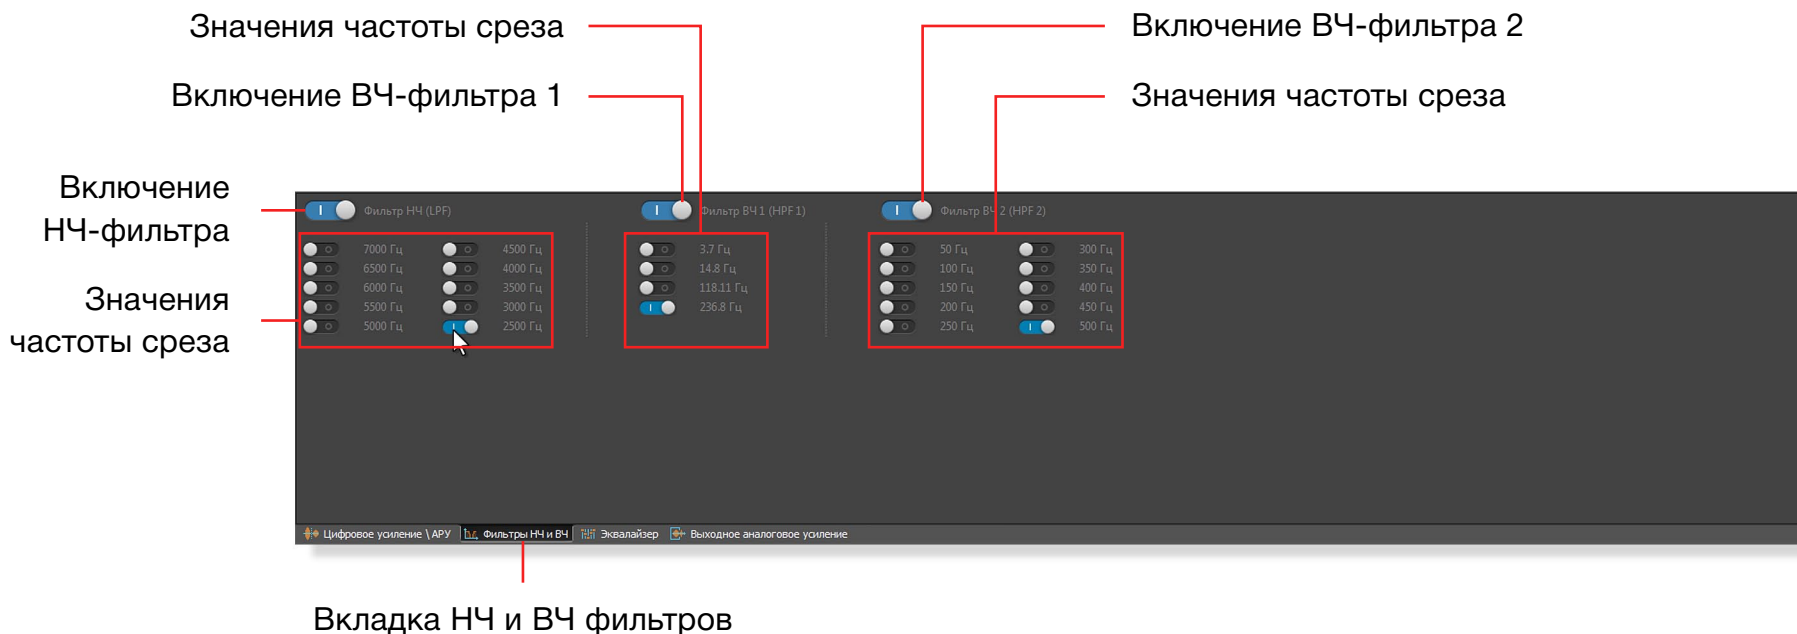 Значения частоты среза
Включение ВЧ-фильтра 2
Включение ВЧ-фильтра 1
Значения частоты среза
Включение
НЧ-фильтра
Значения
частоты среза
Фильтр НЧ (LPF)
7000 Гц 4500 Гц
6500 Гц 4000 Гц
6000 Гц 3500 Гц
5500 Гц 3000 Гц
5000 Гц 2500 Гц
Фильтр ВЧ 1 (HPF 1)
3.7 Гц
14.8 Гц
118.11 Гц
236.8 Гц
Фильтр ВЧ 2 (HPF 2)
50 Гц 300 Гц
100 Гц 350 Гц
150 Гц 400 Гц
200 Гц 450 Гц
250 Гц 500 Гц
Цифровое усиление \ АРУ Фильтры НЧ и ВЧ Эквалайзер Выходное аналоговое усиление
Вкладка НЧ и ВЧ фильтров